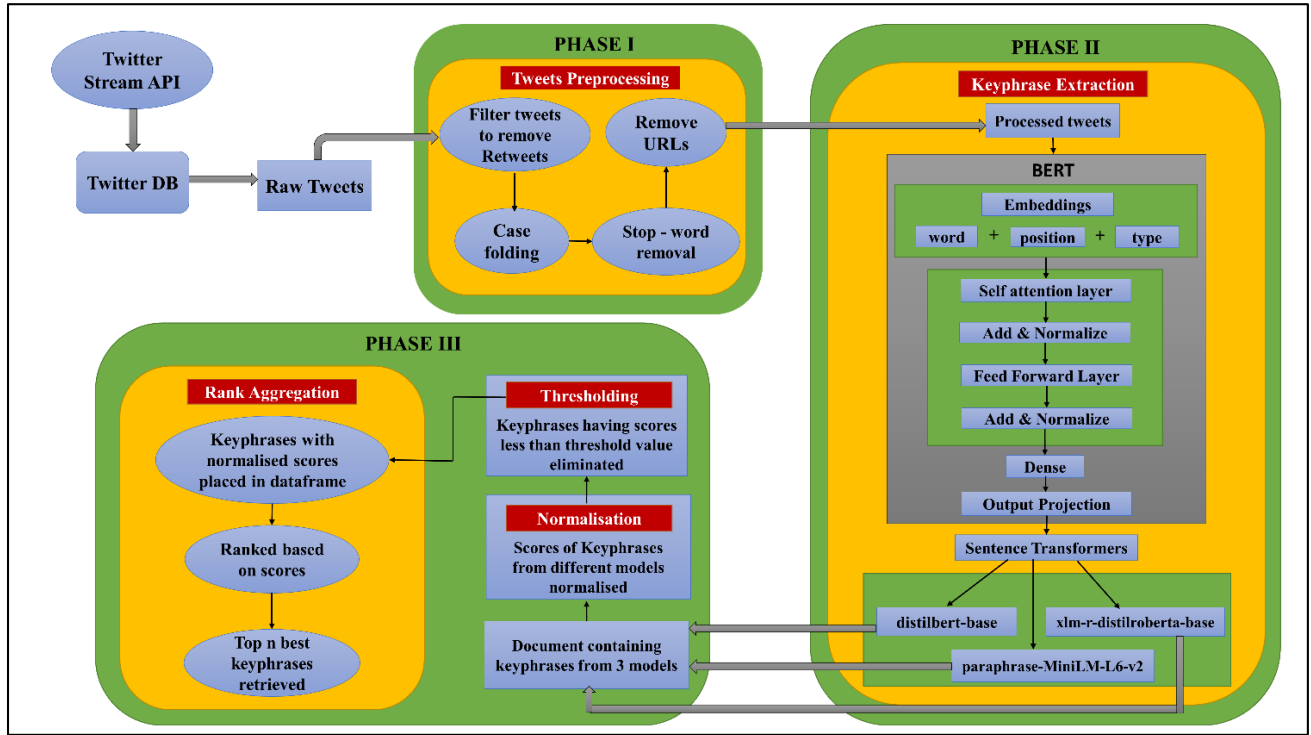 Twitter
Stream API
Twitter DB
Raw Tweets
PHASE I
Tweets Preprocessing
Filter tweets
to remove
Retweets
Case
folding
Stop - word
removal
Remove
URLs
PHASE II
Keyphrase Extraction
Processed tweets
BERT
Embeddings
word + position + type
Self attention layer
Add & Normalize
Feed Forward Layer
Add & Normalize
Dense
Output Projection
Sentence Transformers
distilbert-base
xlm-r-distilroberta-base
paraphrase-MiniLM-L6-v2
PHASE III
Document containing
keyphrases from 3 models
Normalisation
Scores of Keyphrases
from different models
normalised
Thresholding
Keyphrases having scores
less than threshold value
eliminated
Rank Aggregation
Keyphrases with
normalised scores
placed in dataframe
Ranked based
on scores
Top n best
keyphrases
retrieved